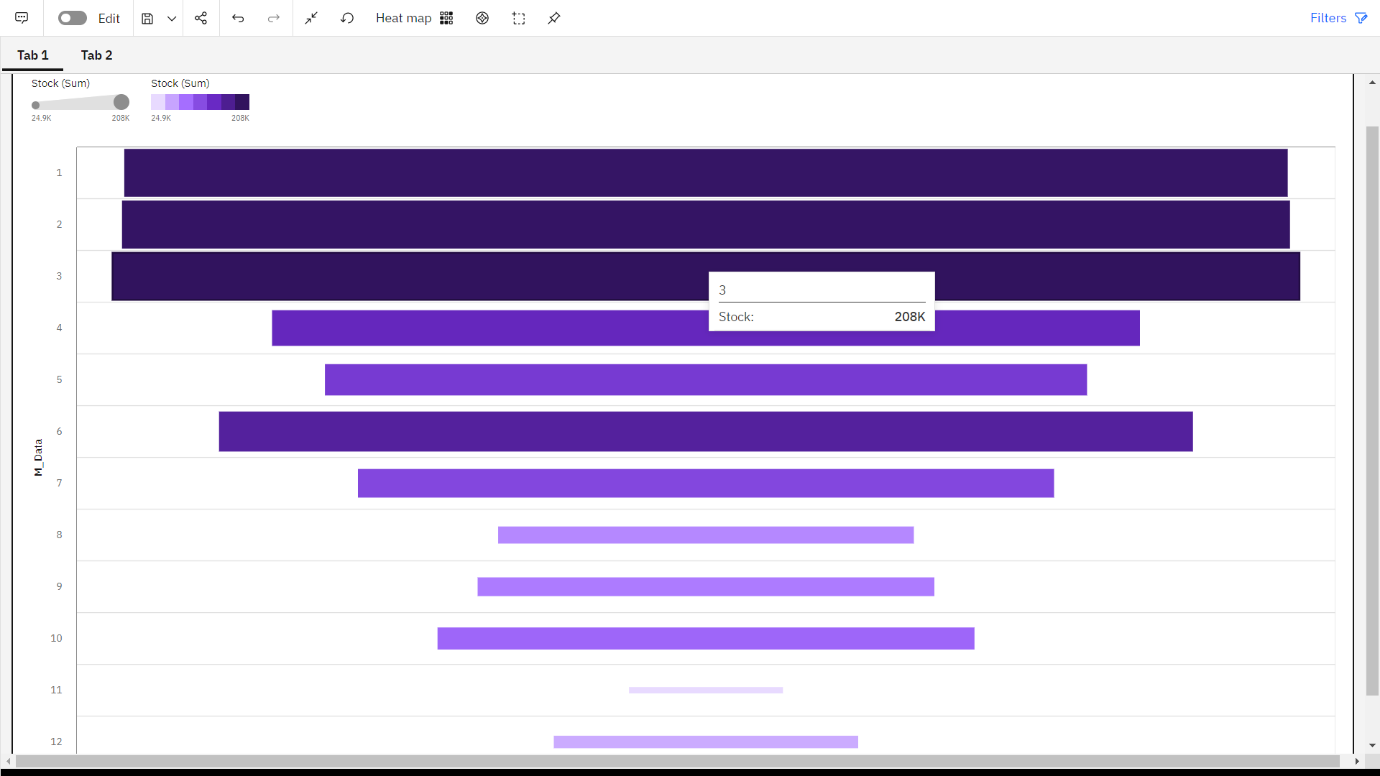 Edit
Heat map
Filters
Tab 1
Tab 2
Stock (Sum)
24.9K
208K
Stock (Sum)
24.9K
208K
M_Data
1
2
3
4
5
6
7
8
9
10
11
12
3
Stock: 208K